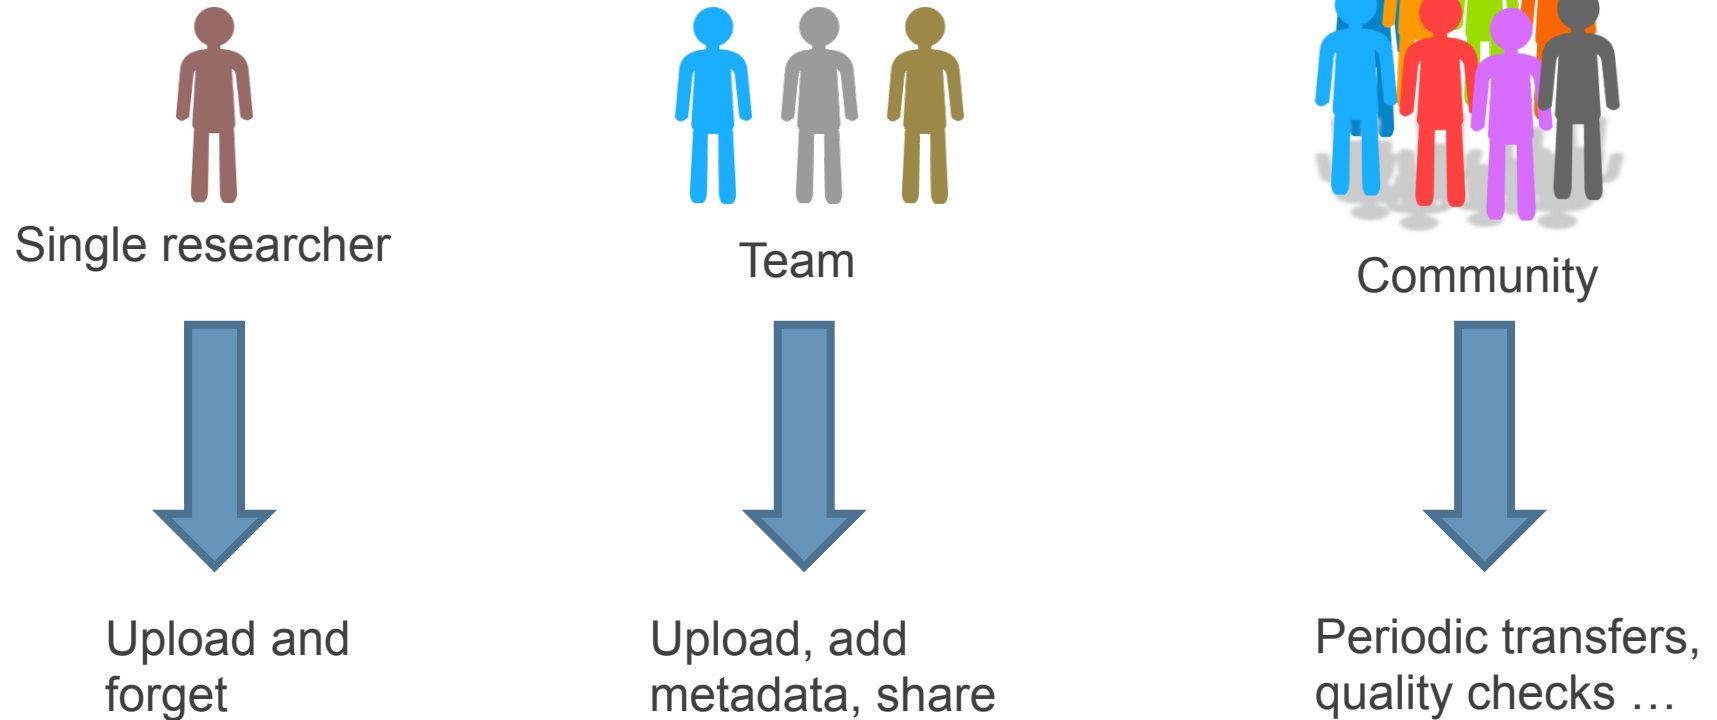 Single researcher
Team
Community
Upload and
forget
Upload, add
metadata, share
Periodic transfers,
quality checks …